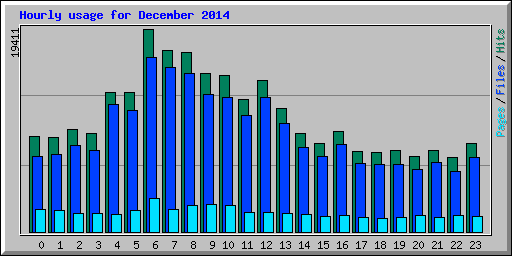 Hourly usage for December 2014
19411
Pages/Files/Hits
0 1 2 3 4 5 6 7 8 9 10 11 12 13 14 15 16 17 18 19 20 21 22 23